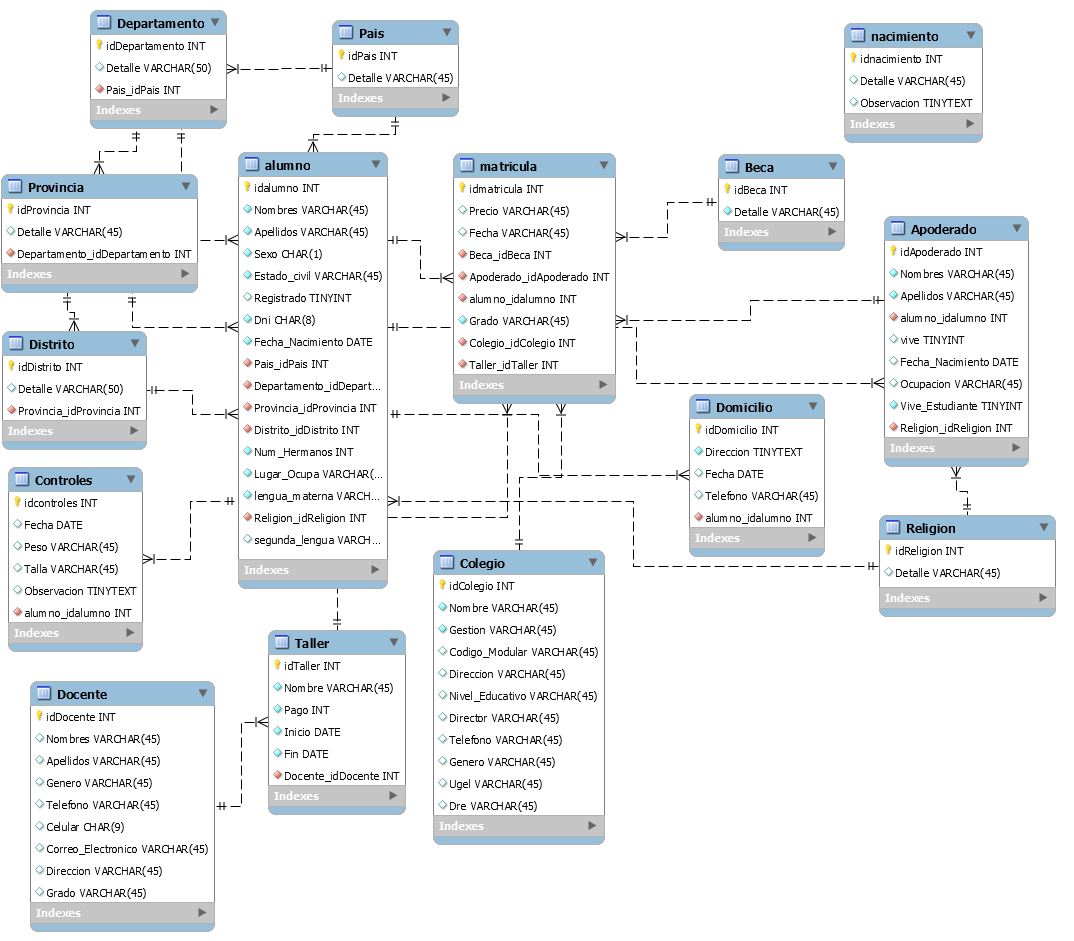 Departamento
idDepartamento INT
Detalle VARCHAR(50)
Pais_idPais INT
Indexes
Pais
idPais INT
Detalle VARCHAR(45)
Indexes
nacimiento
idnacimiento INT
Detalle VARCHAR(45)
Observacion TINYTEXT
Indexes
Provincia
idProvincia INT
Detalle VARCHAR(45)
Departamento_idDepartamento INT
Indexes
alumno
idalumno INT
Nombres VARCHAR(45)
Apellidos VARCHAR(45)
Sexo CHAR(1)
Estado_civil VARCHAR(45)
Registrado TINYINT
Dni CHAR(8)
Fecha_Nacimiento DATE
Pais_idPais INT
Departamento_idDepart...
Provincia_idProvincia INT
Distrito_idDistrito INT
Num_Hermanos INT
Lugar_Ocupa VARCHAR(...
lengua_materna VARCH...
Religion_idReligion INT
segunda_lengua VARCH...
Indexes
matricula
idmatricula INT
Precio VARCHAR(45)
Fecha VARCHAR(45)
Beca_idBeca INT
Apoderado_idApoderado INT
alumno_idalumno INT
Grado VARCHAR(45)
Colegio_idColegio INT
Taller_idTaller INT
Indexes
Beca
idBeca INT
Detalle VARCHAR(45)
Indexes
Apoderado
idApoderado INT
Nombres VARCHAR(45)
Apellidos VARCHAR(45)
alumno_idalumno INT
vive TINYINT
Fecha_Nacimiento DATE
Ocupacion VARCHAR(45)
Vive_Estudiante TINYINT
Religion_idReligion INT
Indexes
Distrito
idDistrito INT
Detalle VARCHAR(50)
Provincia_idProvincia INT
Indexes
Domicilio
idDomicilio INT
Direccion TINYTEXT
Fecha DATE
Telefono VARCHAR(45)
alumno_idalumno INT
Indexes
Controles
idcontroles INT
Fecha DATE
Peso VARCHAR(45)
Talla VARCHAR(45)
Observacion TINYTEXT
alumno_idalumno INT
Indexes
Religion
idReligion INT
Detalle VARCHAR(45)
Indexes
Colegio
idColegio INT
Nombre VARCHAR(45)
Gestion VARCHAR(45)
Codigo_Modular VARCHAR(45)
Direccion VARCHAR(45)
Nivel_Educativo VARCHAR(45)
Director VARCHAR(45)
Telefono VARCHAR(45)
Genero VARCHAR(45)
Ugel VARCHAR(45)
Dre VARCHAR(45)
Indexes
Taller
idTaller INT
Nombre VARCHAR(45)
Pago INT
Inicio DATE
Fin DATE
Docente_idDocente INT
Indexes
Docente
idDocente INT
Nombres VARCHAR(45)
Apellidos VARCHAR(45)
Genero VARCHAR(45)
Telefono VARCHAR(45)
Celular CHAR(9)
Correo_Electronico VARCHAR(45)
Direccion VARCHAR(45)
Grado VARCHAR(45)
Indexes